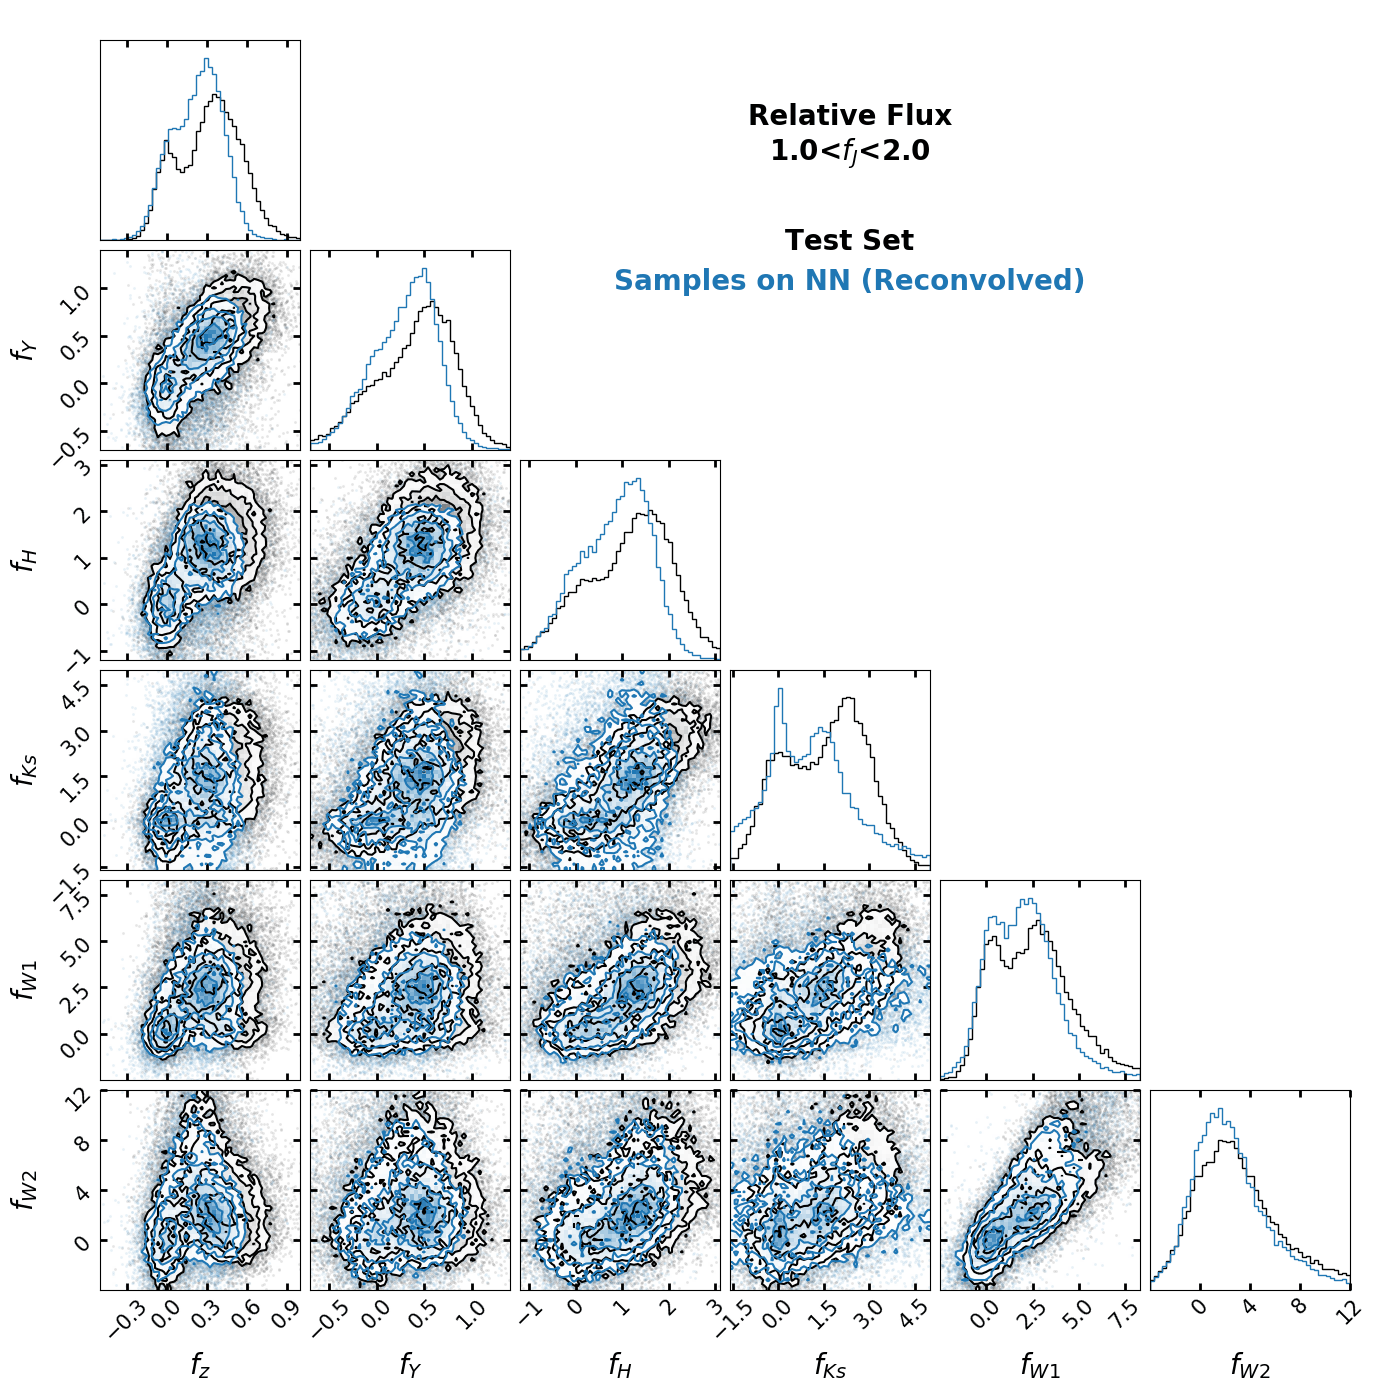 Relative Flux
1.0<f_J<2.0
Test Set
Samples on NN (Reconvolved)
f_Y
1.0
0.5
0.0
−0.5
f_H
3
2
1
0
−1
f_Ks
4.5
3.0
1.5
0.0
−1.5
f_W1
7.5
5.0
2.5
0.0
f_W2
12
8
4
0
−0.3 0.0 0.3 0.6 0.9
−0.5 0.0 0.5 1.0
−1 0 1 2 3
−1.5 0.0 1.5 3.0 4.5
0.0 2.5 5.0 7.5
0 4 8 12
f_z f_Y f_H f_Ks f_W1 f_W2